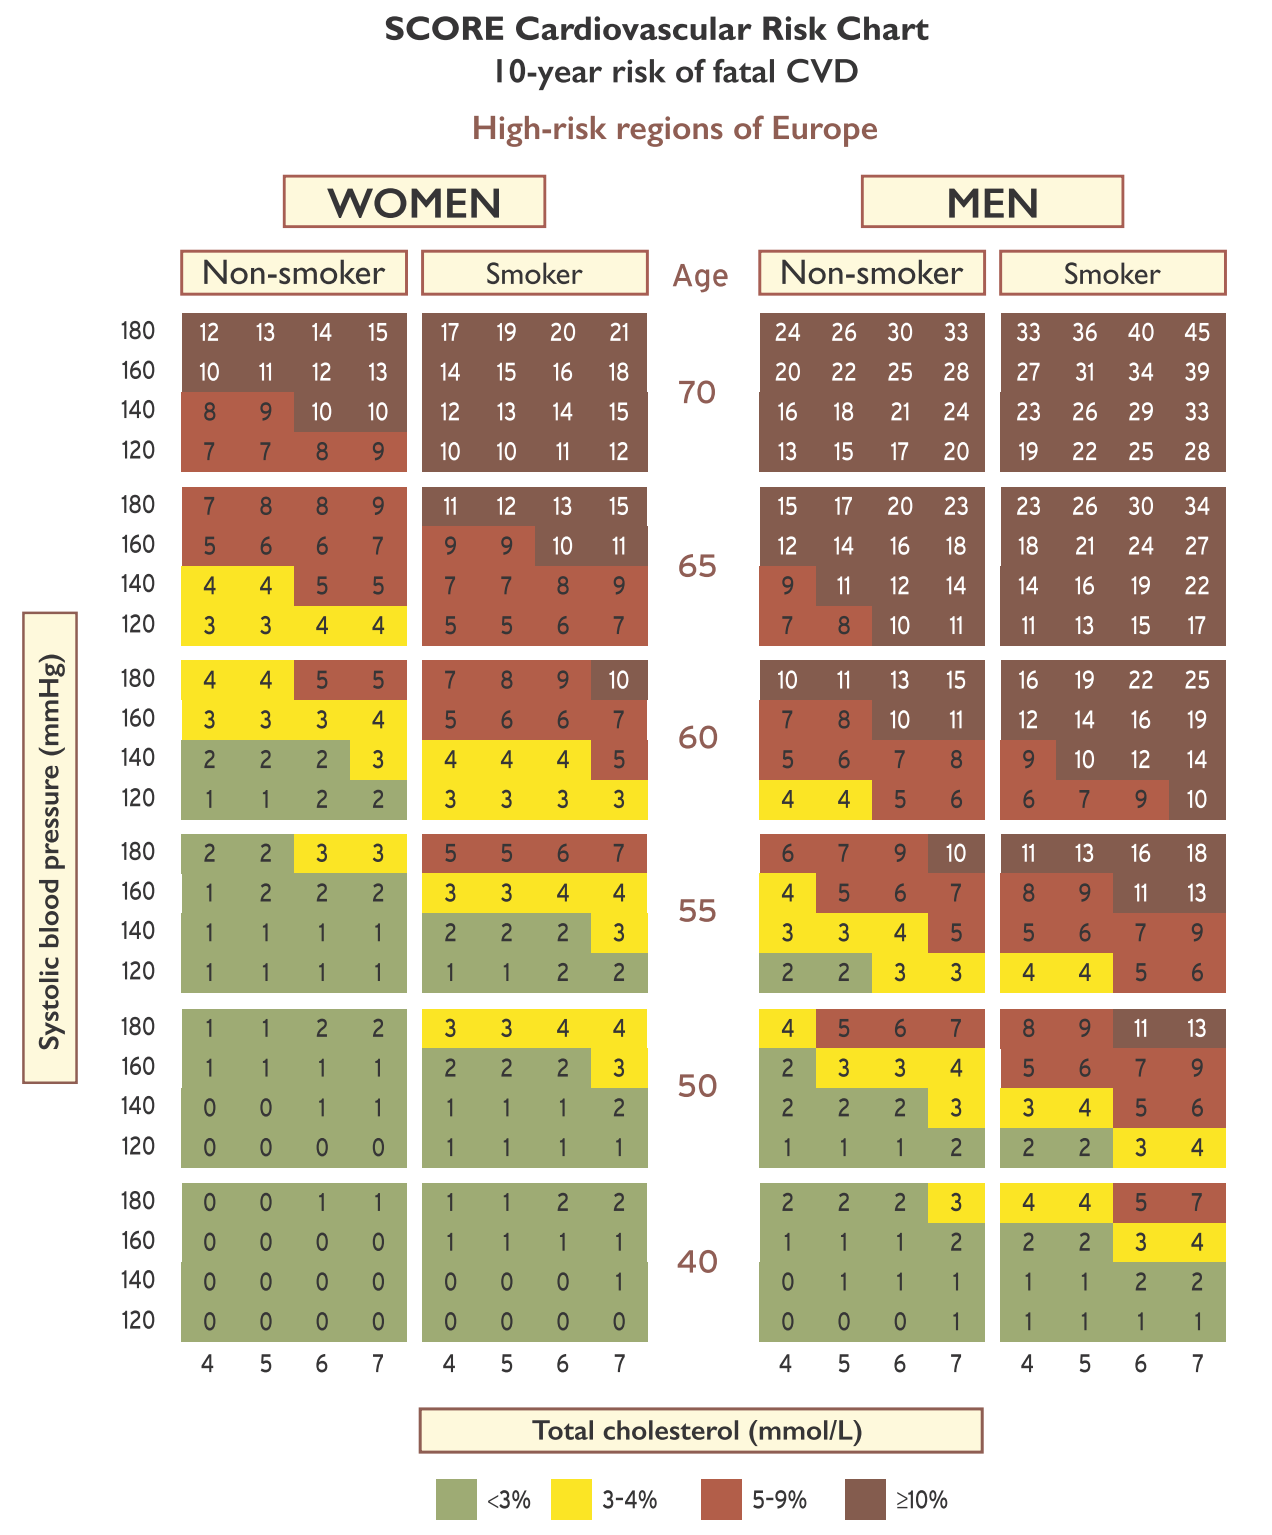 SCORE Cardiovascular Risk Chart
10-year risk of fatal CVD
High-risk regions of Europe
WOMEN MEN
Non-smoker Smoker Age Non-smoker Smoker
180 12 13 14 15 17 19 20 21 24 26 30 33 33 36 40 45
160 10 11 12 13 14 15 16 18 20 22 25 28 27 31 34 39
70
140 8 9 10 10 12 13 14 15 16 18 21 24 23 26 29 33
120 7 7 8 9 10 10 11 12 13 15 17 20 19 22 25 28
180 7 8 8 9 11 12 13 15 15 17 20 23 23 26 30 34
160 5 6 6 7 9 9 10 11 12 14 16 18 18 21 24 27
65
140 4 4 5 5 7 7 8 9 9 11 12 14 14 16 19 22
120 3 3 4 4 5 5 6 7 7 8 10 11 11 13 15 17
180 4 4 5 5 7 8 9 10 10 11 13 15 16 19 22 25
160 3 3 3 4 5 6 6 7 7 8 10 11 12 14 16 19
60
140 2 2 2 3 4 4 4 5 5 6 7 8 9 10 12 14
120 1 1 2 2 3 3 3 3 4 4 5 6 6 7 9 10
180 2 2 3 3 5 5 6 7 6 7 9 10 11 13 16 18
160 1 2 2 2 3 3 4 4 4 5 6 7 8 9 11 13
55
140 1 1 1 1 2 2 2 3 3 3 4 5 5 6 7 9
120 1 1 1 1 1 1 2 2 2 2 3 3 4 4 5 6
180 1 1 2 2 3 3 4 4 4 5 6 7 8 9 11 13
160 1 1 1 1 2 2 2 3 2 3 3 4 5 6 7 9
50
140 0 0 1 1 1 1 1 2 2 2 2 3 3 4 5 6
120 0 0 0 0 1 1 1 1 1 1 1 2 2 2 3 4
180 0 0 1 1 1 1 2 2 2 2 2 3 4 4 5 7
160 0 0 0 0 1 1 1 1 1 1 1 2 2 2 3 4
40
140 0 0 0 0 0 0 0 1 0 1 1 1 1 1 2 2
120 0 0 0 0 0 0 0 0 0 0 0 1 1 1 1 1
4 5 6 7 4 5 6 7 4 5 6 7 4 5 6 7
Systolic blood pressure (mmHg)
Total cholesterol (mmol/L)
<3% 3-4% 5-9% ≥10%